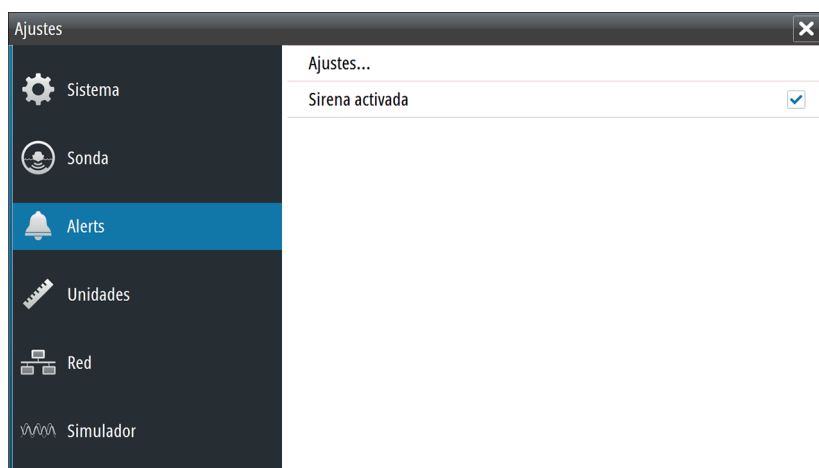 Ajustes
Sistema
Sonda
Alerts
Unidades
Red
Simulador
Ajustes...
Sirena activada